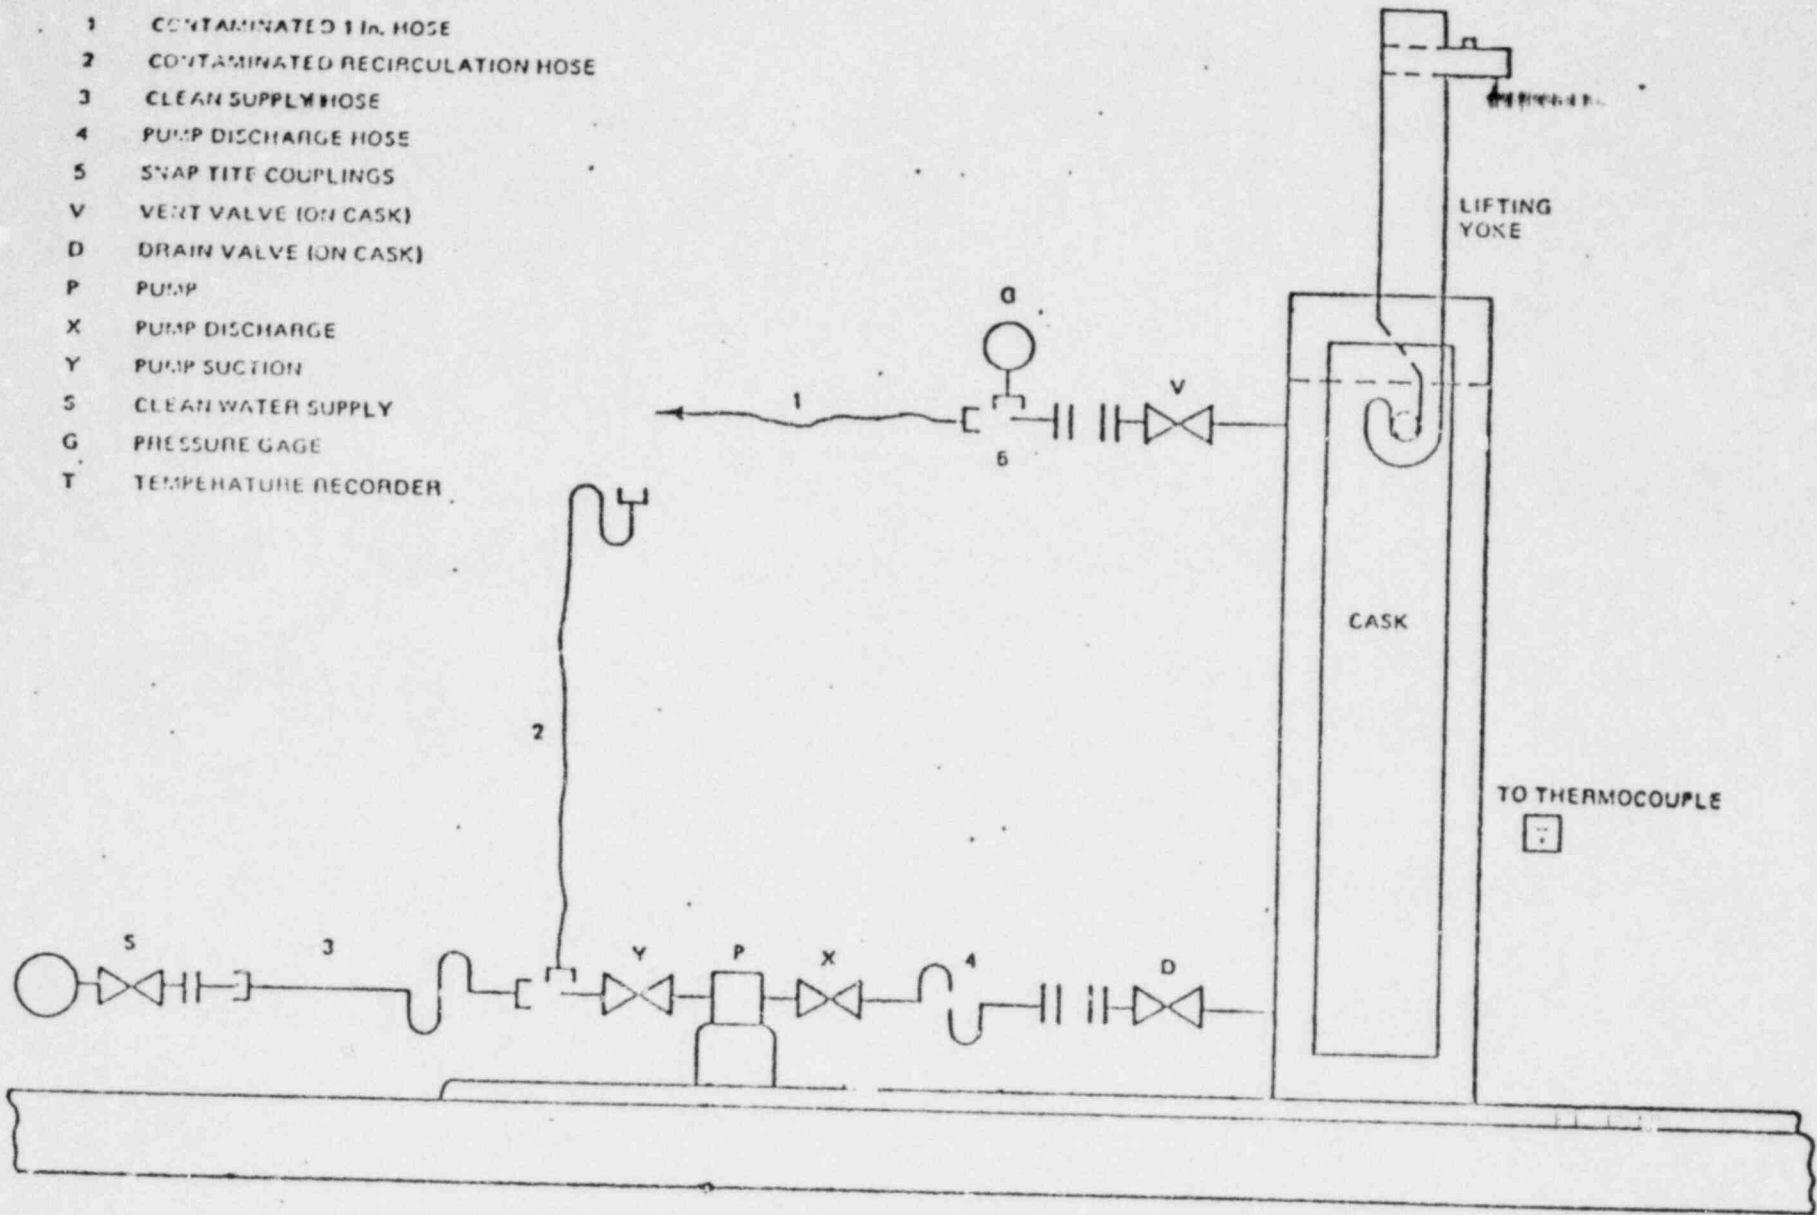 1 CONTAMINATED 1 In. HOSE
2 CONTAMINATED RECIRCULATION HOSE
3 CLEAN SUPPLY HOSE
4 PUMP DISCHARGE HOSE
5 SNAP TITE COUPLINGS
V VENT VALVE (ON CASK)
D DRAIN VALVE (ON CASK)
P PUMP
X PUMP DISCHARGE
Y PUMP SUCTION
S CLEAN WATER SUPPLY
G PRESSURE GAGE
T TEMPERATURE RECORDER
LIFTING
YOKE
G
V
1
5
CASK
2
TO THERMOCOUPLE
S
3
Y
P
X
4
D